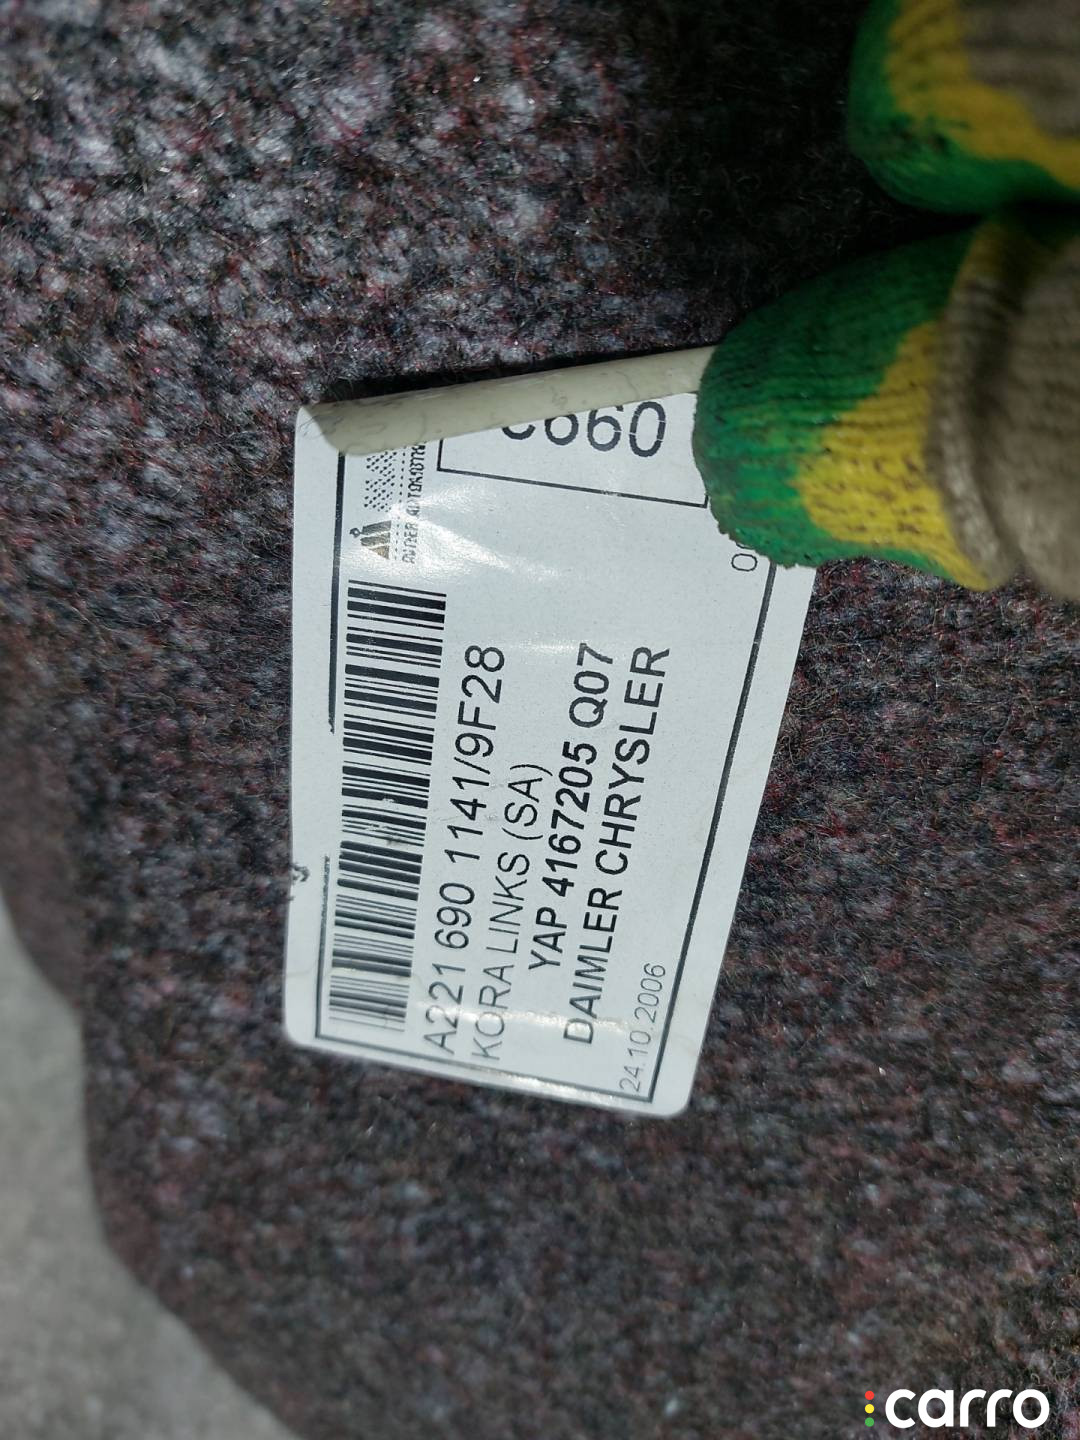 660
A221 690 1141/9F28
KORA LINKS (SA)
YAP 4167205 Q07
DAIMLER CHRYSLER
24.10.2006
carro